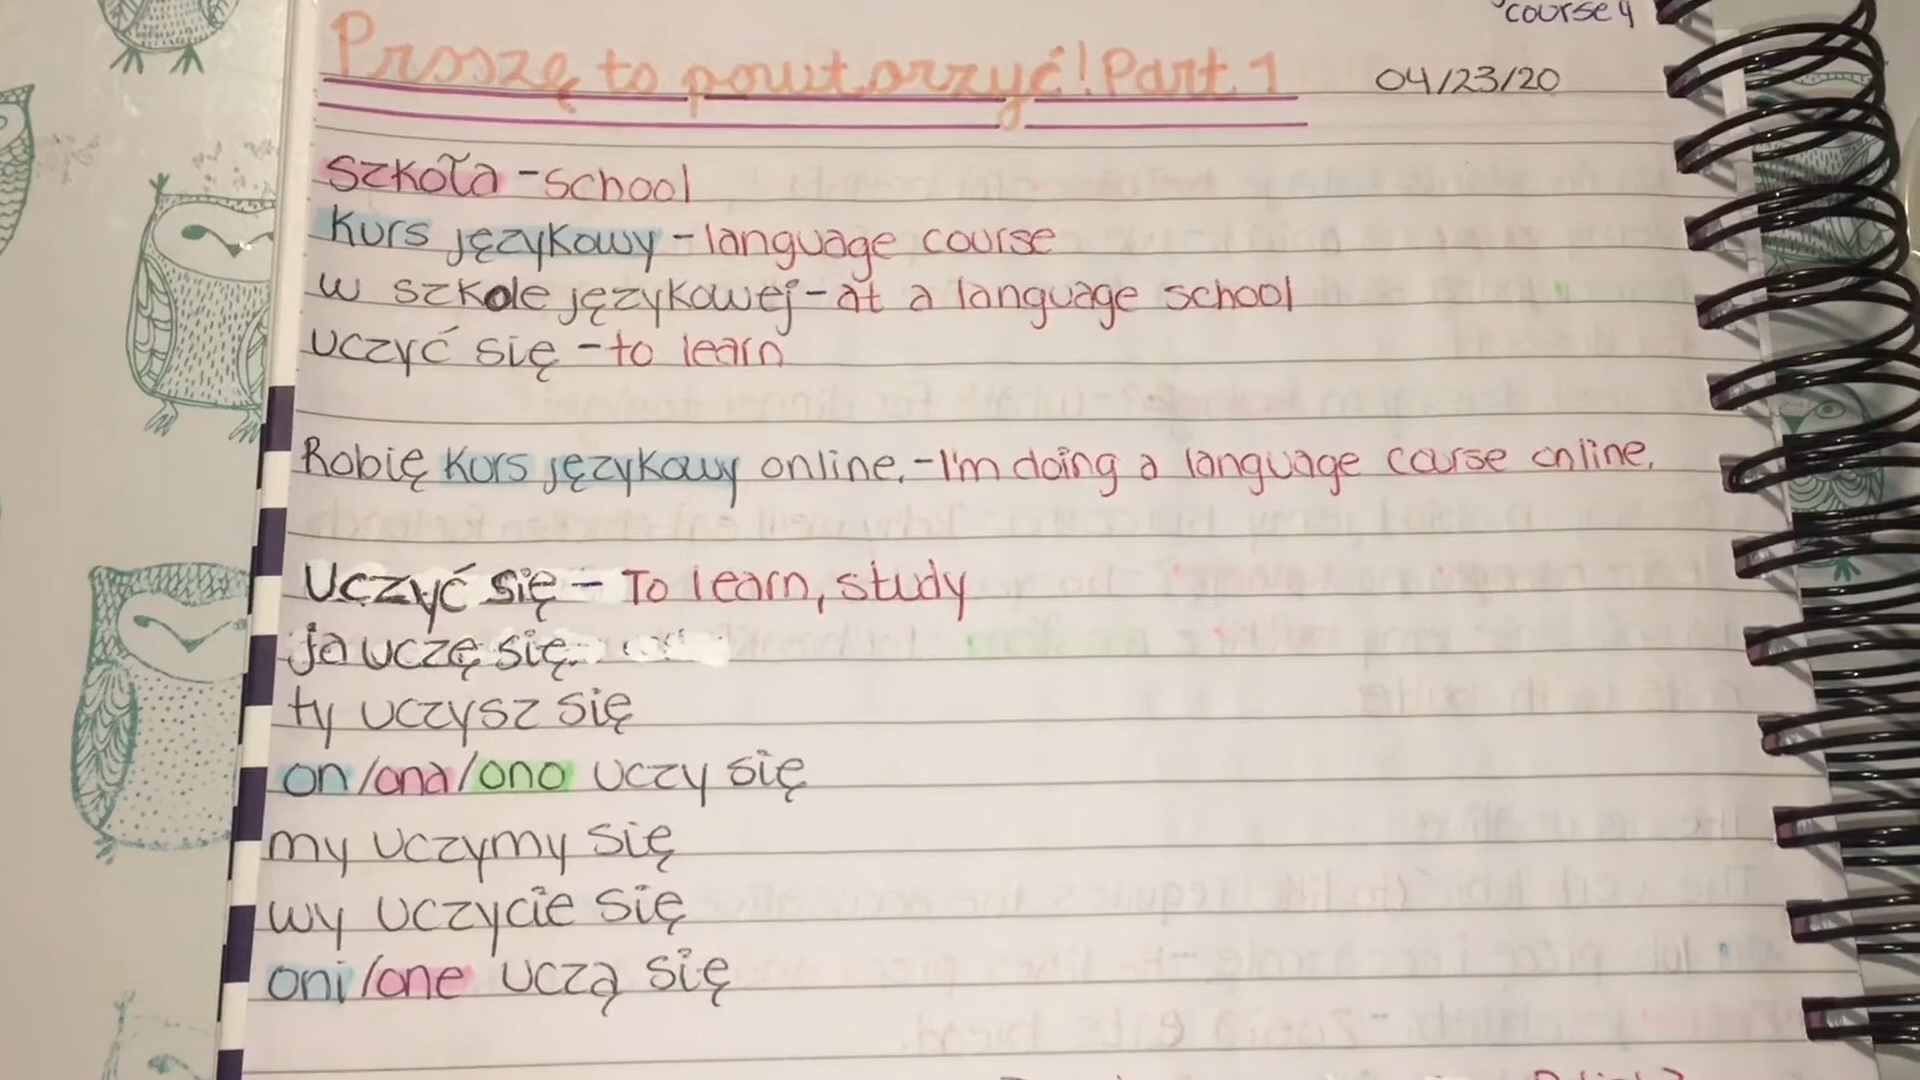 course 4
Proszę to powtorzyć! Part 1
04/23/20
szkoła - school
Kurs językowy - language course
w szkole językowej - at a language school
uczyć się - to learn
Robię kurs językowy online. - I'm doing a language course online.
Uczyć się - To learn, study
ja uczę się
ty uczysz się
on/ona/ono uczy się
my uczymy się
wy uczycie się
oni/one uczą się